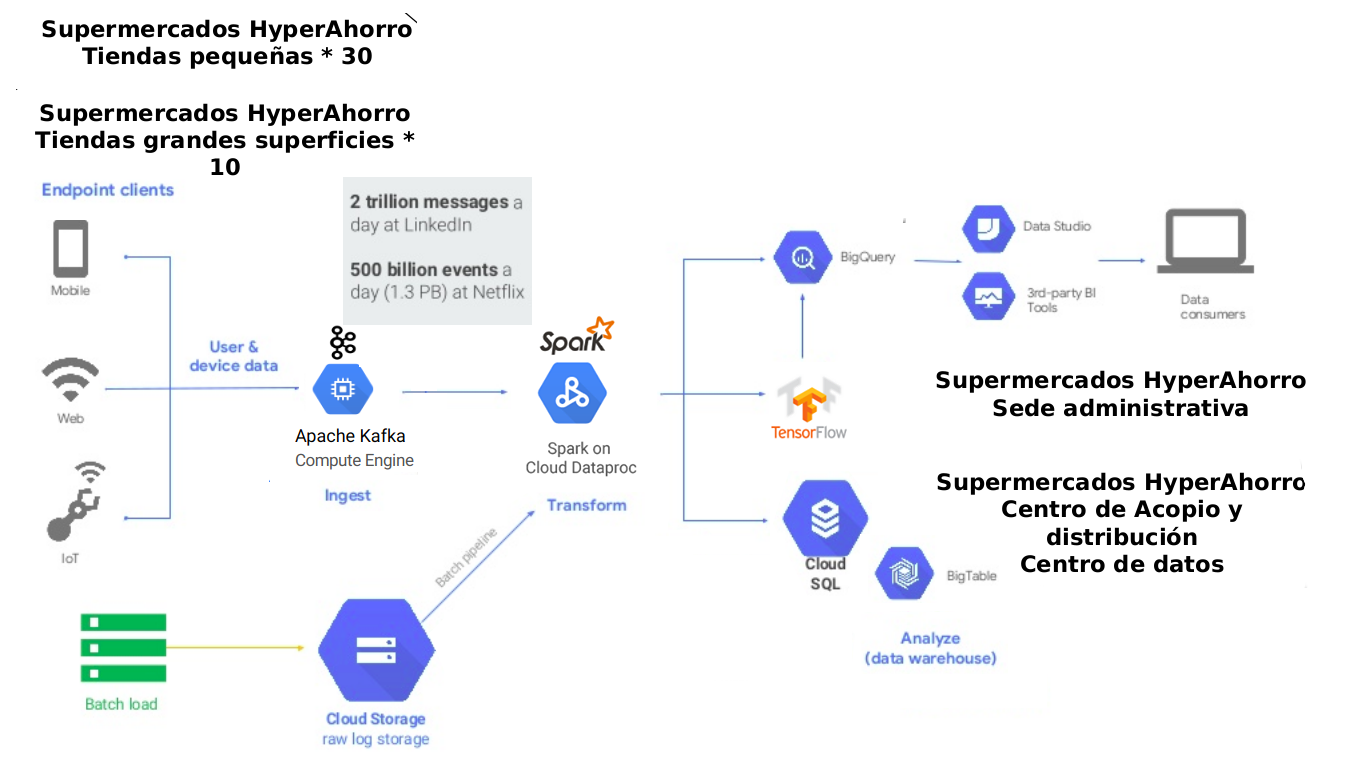 Supermercados HyperAhorro
Tiendas pequeñas * 30
Supermercados HyperAhorro
Tiendas grandes superficies *
10
Endpoint clients
2 trillion messages a
day at LinkedIn
500 billion events a
day (1.3 PB) at Netflix
Mobile
User &
device data
Web
IoT
Apache Kafka
Compute Engine
Ingest
Spark
Spark on
Cloud Dataproc
Transform
Batch pipeline
Batch load
Cloud Storage
raw log storage
BigQuery
Data Studio
3rd-party BI
Tools
Data
consumers
TensorFlow
Supermercados HyperAhorro
Sede administrativa
Supermercados HyperAhorro
Centro de Acopio y
distribución
Centro de datos
Cloud
SQL
BigTable
Analyze
(data warehouse)